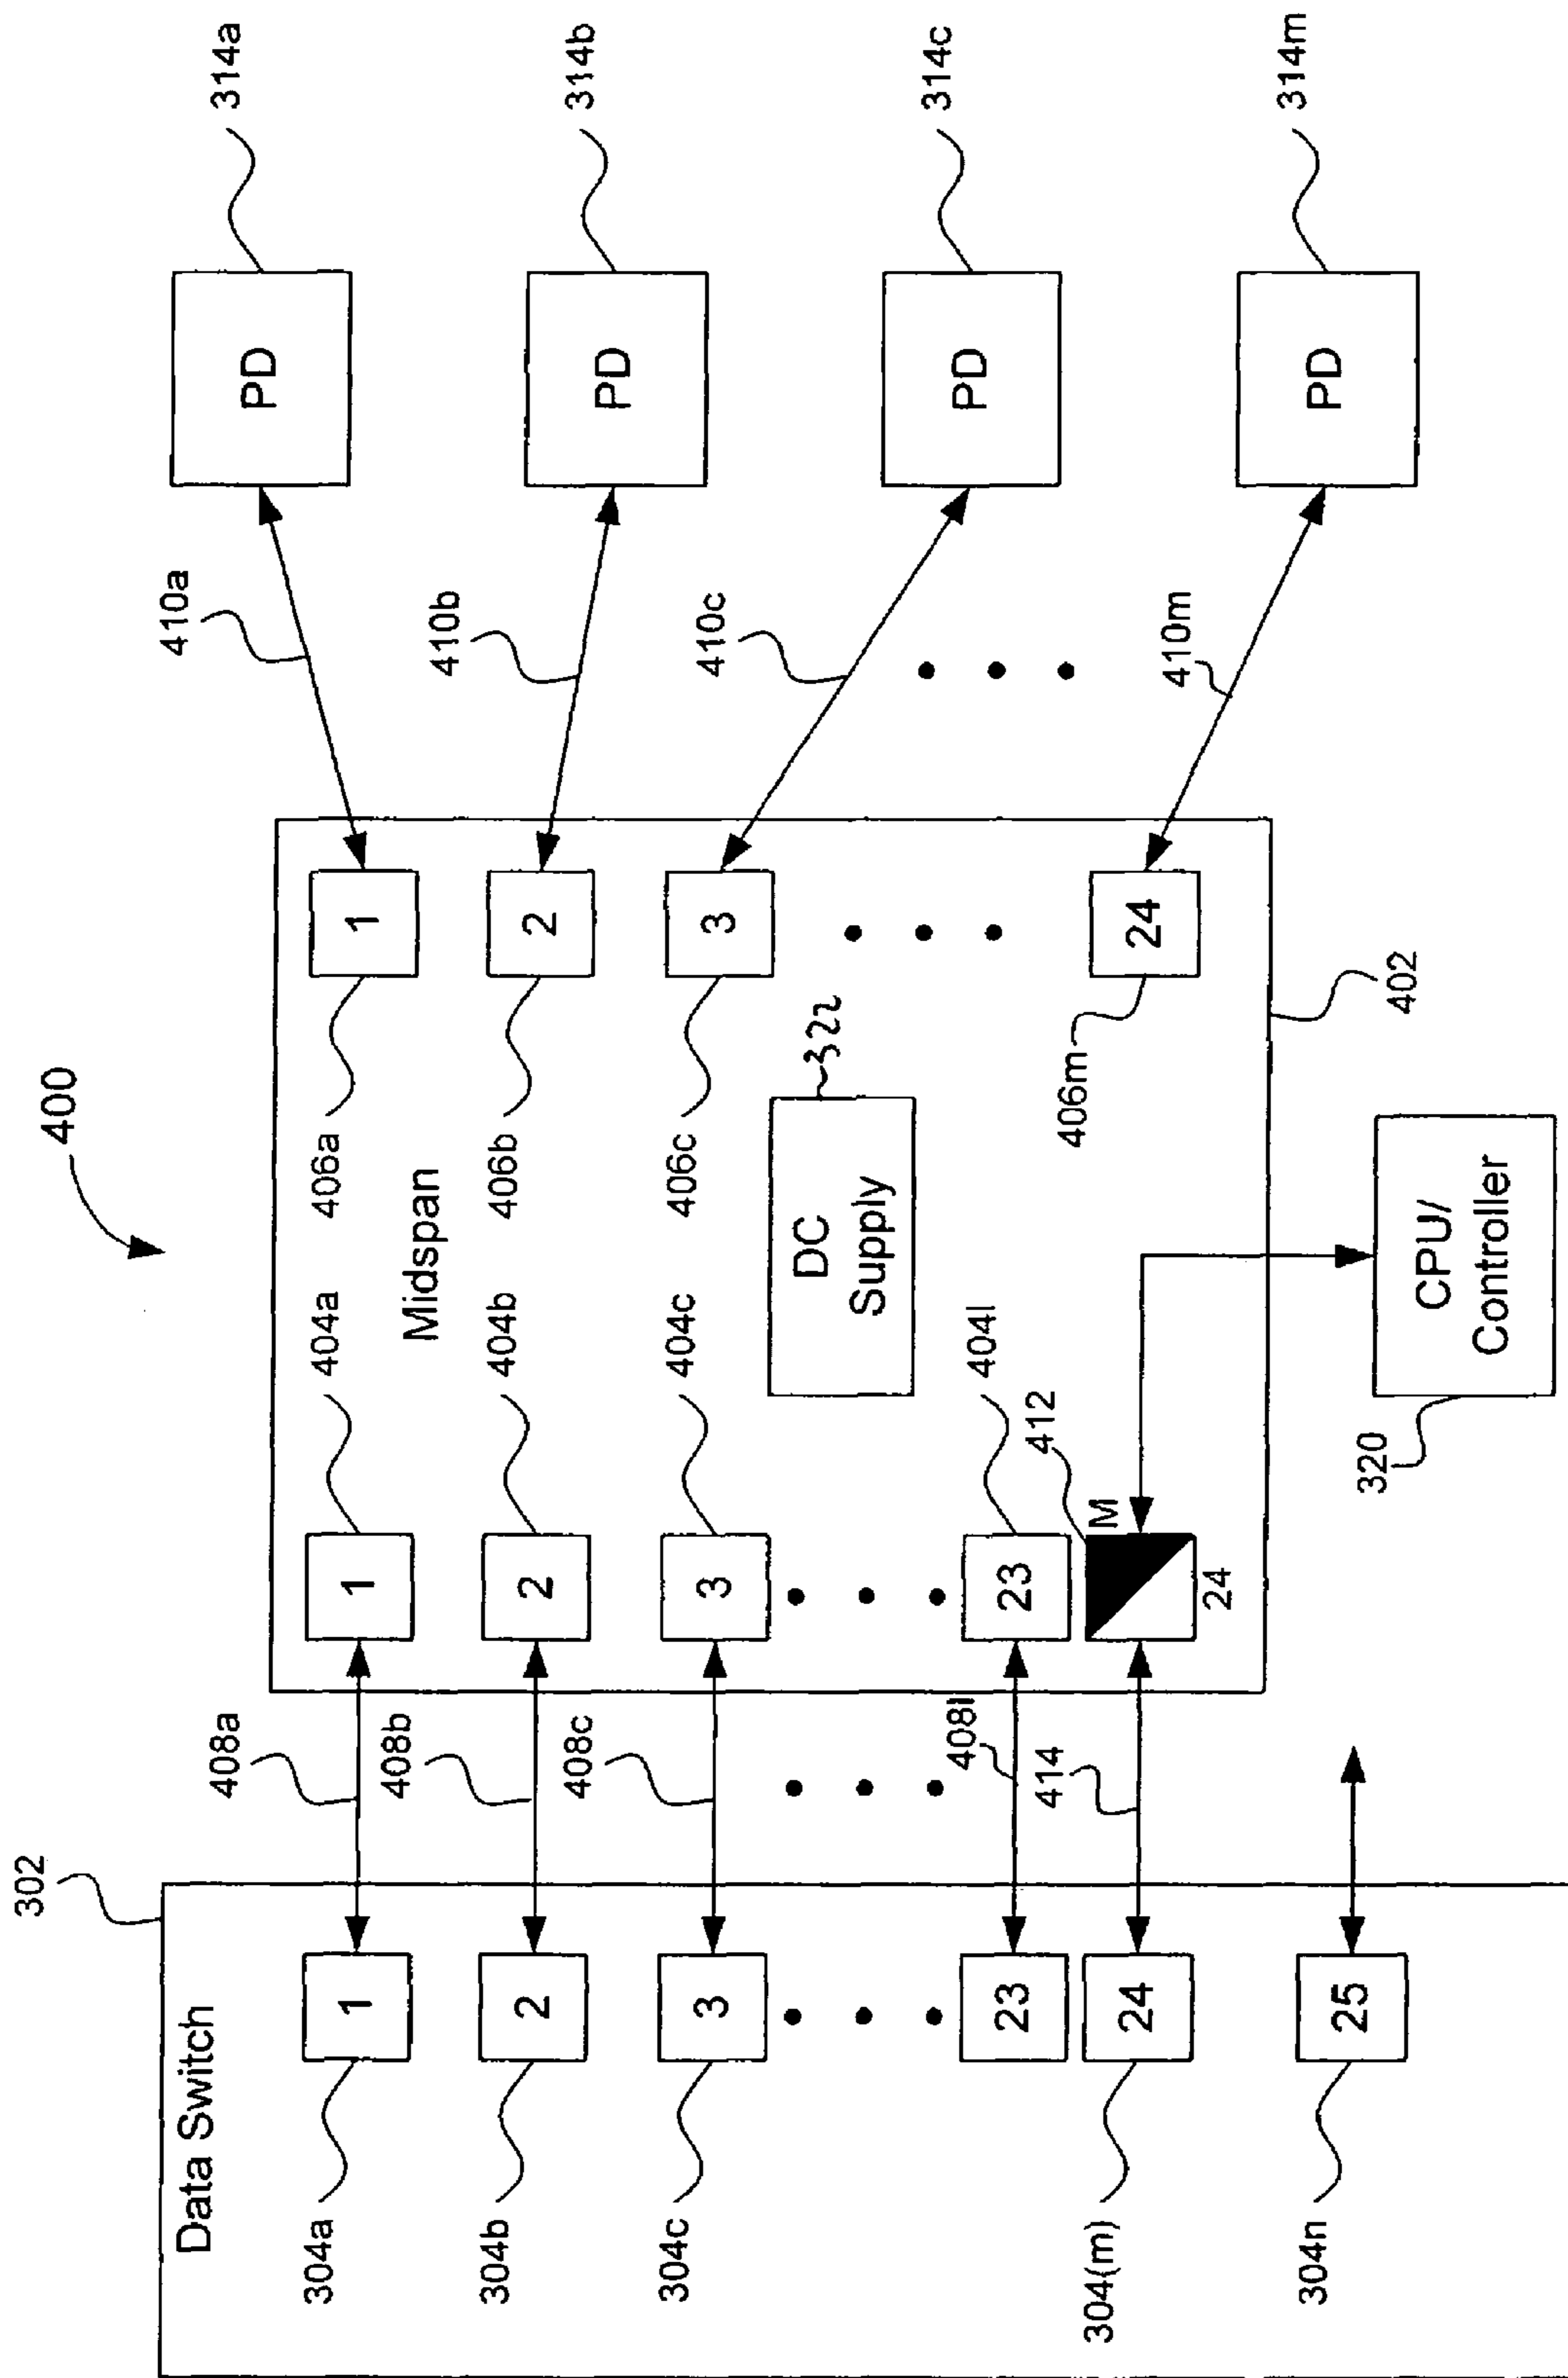 400
302
Data Switch
304a
1
304b
2
304c
3
23
304(m)
24
304n
25
408a
408b
408c
408l
414
Midspan
404a
1
404b
2
404c
3
404l
23
412
M
24
DC
Supply
322
406a
1
406b
2
406c
3
406m
24
402
CPU/
Controller
320
410a
410b
410c
410m
PD
314a
PD
314b
PD
314c
PD
314m